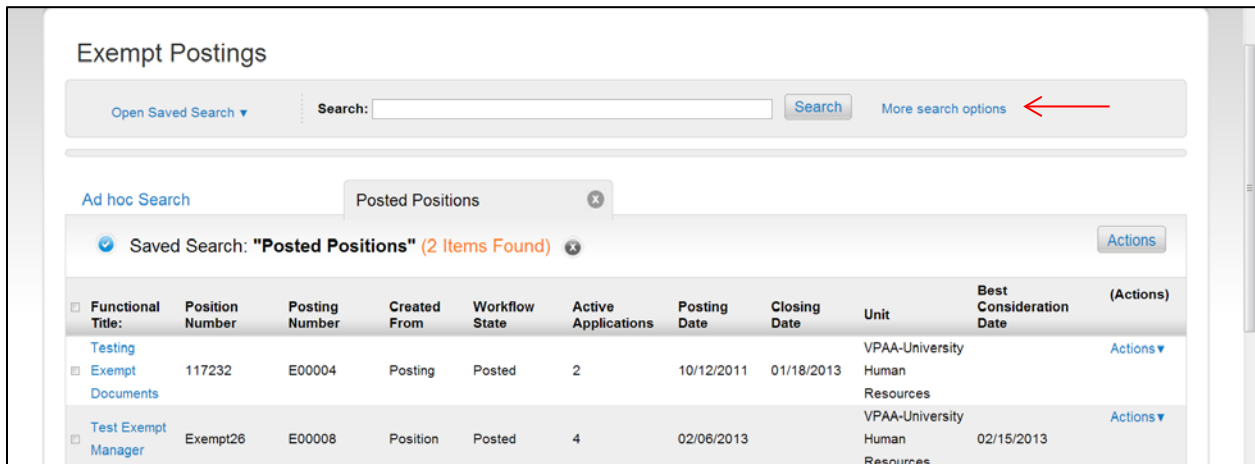 Exempt Postings
Open Saved Search ▼ Search: Search More search options
Ad hoc Search Posted Positions
Saved Search: "Posted Positions" (2 Items Found) Actions
Functional Title: Position Number Posting Number Created From Workflow State Active Applications Posting Date Closing Date Unit Best Consideration Date (Actions)
Testing Exempt Documents 117232 E00004 Posting Posted 2 10/12/2011 01/18/2013 VPAA-University Human Resources Actions▼
Test Exempt Manager Exempt26 E00008 Position Posted 4 02/06/2013 VPAA-University Human Resources 02/15/2013 Actions▼